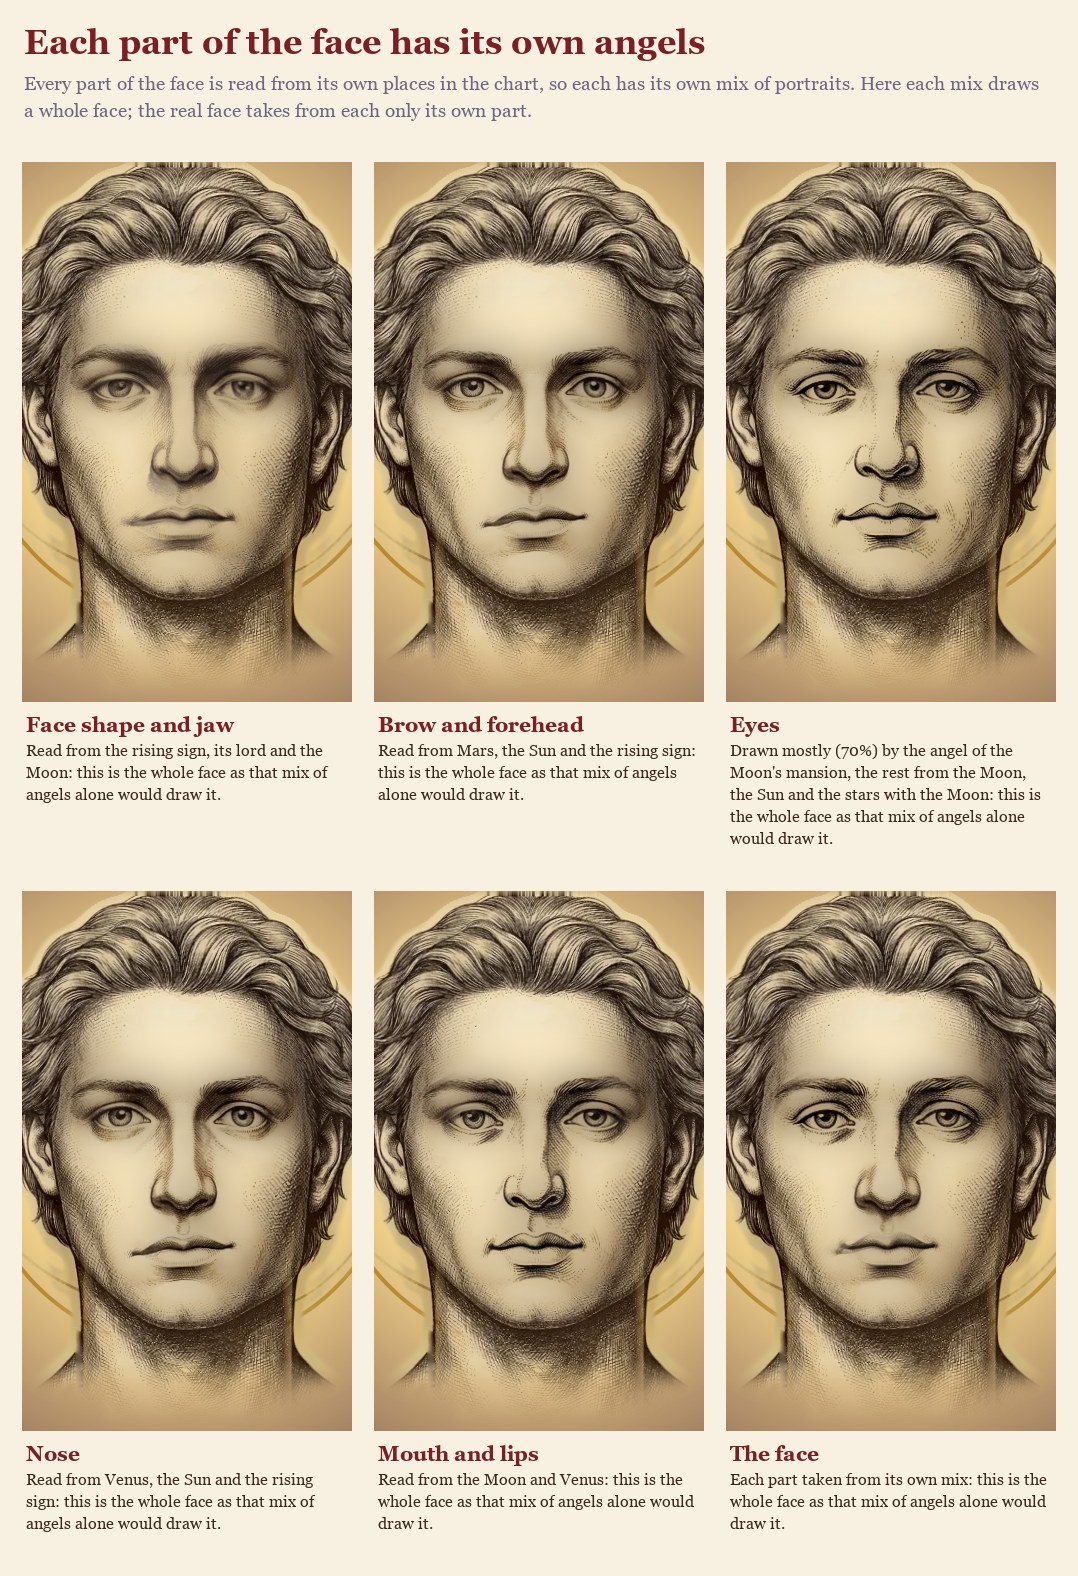 Each part of the face has its own angels
Every part of the face is read from its own places in the chart, so each has its own mix of portraits. Here each mix draws
a whole face; the real face takes from each only its own part.
Face shape and jaw
Read from the rising sign, its lord and the
Moon: this is the whole face as that mix of
angels alone would draw it.
Brow and forehead
Read from Mars, the Sun and the rising sign:
this is the whole face as that mix of angels
alone would draw it.
Eyes
Drawn mostly (70%) by the angel of the
Moon's mansion, the rest from the Moon,
the Sun and the stars with the Moon: this is
the whole face as that mix of angels alone
would draw it.
Nose
Read from Venus, the Sun and the rising
sign: this is the whole face as that mix of
angels alone would draw it.
Mouth and lips
Read from the Moon and Venus: this is the
whole face as that mix of angels alone would
draw it.
The face
Each part taken from its own mix: this is the
whole face as that mix of angels alone would
draw it.